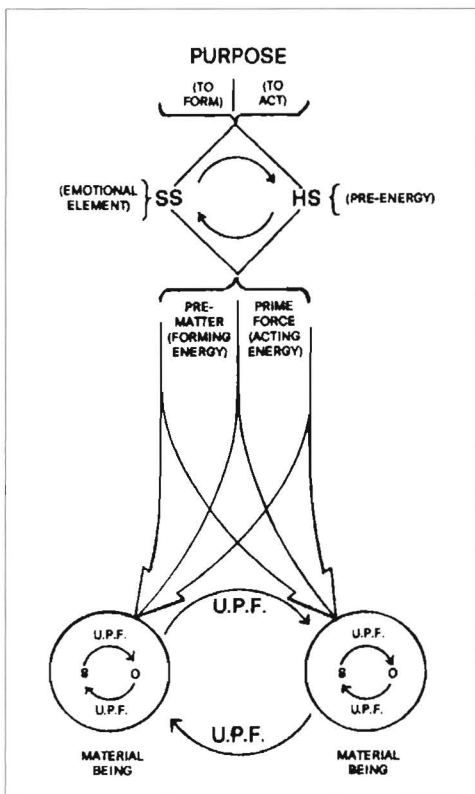 PURPOSE
(TO FORM) (TO ACT)
(EMOTIONAL ELEMENT) SS HS (PRE-ENERGY)
PRE-MATTER (FORMING ENERGY)
PRIME FORCE (ACTING ENERGY)
U.P.F.
U.P.F.
S O
U.P.F.
U.P.F.
S O
U.P.F.
U.P.F.
MATERIAL BEING
MATERIAL BEING